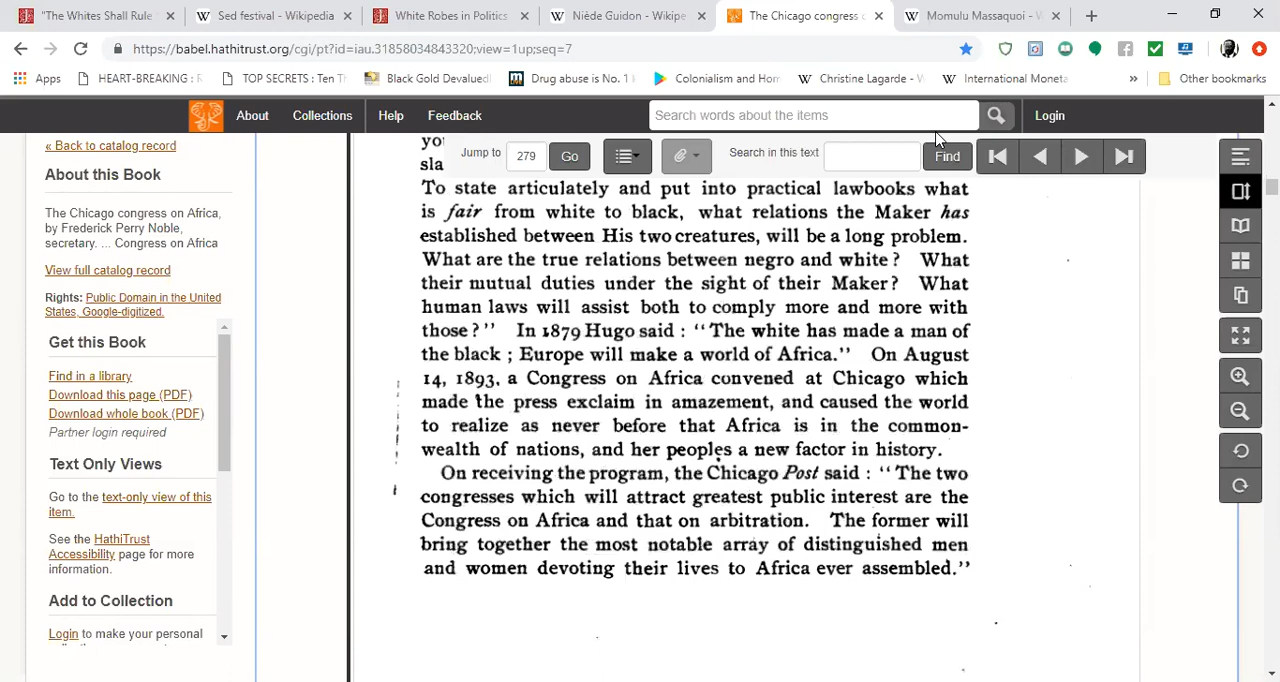 "The Whites Shall Rule
Sed festival - Wikipedia
White Robes in Politics
Niède Guidon - Wikipe
The Chicago congress o
Momulu Massaquoi - W
https://babel.hathitrust.org/cgi/pt?id=iau.31858034843320;view=1up;seq=7
Apps
HEART-BREAKING : R
TOP SECRETS : Ten Th
Black Gold Devalued
Drug abuse is No. 1 k
Colonialism and Hom
Christine Lagarde - W
International Moneta
»
Other bookmarks
About
Collections
Help
Feedback
Search words about the items
Login
« Back to catalog record
About this Book
The Chicago congress on Africa,
by Frederick Perry Noble,
secretary. ... Congress on Africa
View full catalog record
Rights: Public Domain in the United
States, Google-digitized.
Get this Book
Find in a library
Download this page (PDF)
Download whole book (PDF)
Partner login required
Text Only Views
Go to the text-only view of this
item.
See the HathiTrust
Accessibility page for more
information.
Add to Collection
Login to make your personal
Jump to
279
Go
Search in this text
Find
yo
sla
To state articulately and put into practical lawbooks what
is fair from white to black, what relations the Maker has
established between His two creatures, will be a long problem.
What are the true relations between negro and white? What
their mutual duties under the sight of their Maker? What
human laws will assist both to comply more and more with
those?" In 1879 Hugo said : "The white has made a man of
the black ; Europe will make a world of Africa." On August
14, 1893, a Congress on Africa convened at Chicago which
made the press exclaim in amazement, and caused the world
to realize as never before that Africa is in the common-
wealth of nations, and her peoples a new factor in history.
On receiving the program, the Chicago Post said : "The two
congresses which will attract greatest public interest are the
Congress on Africa and that on arbitration. The former will
bring together the most notable array of distinguished men
and women devoting their lives to Africa ever assembled."